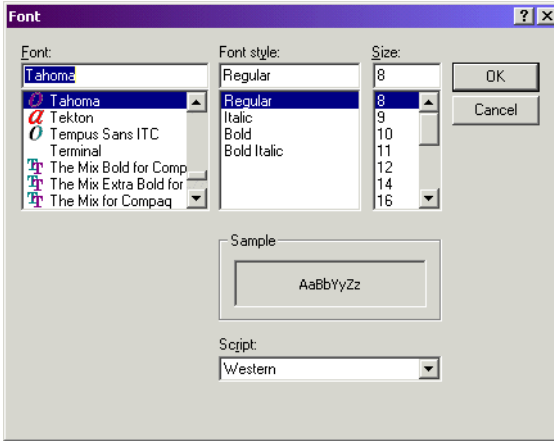 Font
Font: Font style: Size:
Tahoma Regular 8 OK
Tahoma Regular 8
Tekton Italic 9 Cancel
Tempus Sans ITC Bold 10
Terminal Bold Italic 11
The Mix Bold for Comp 12
The Mix Extra Bold for 14
The Mix for Compaq 16
Sample
AaBbYyZz
Script:
Western